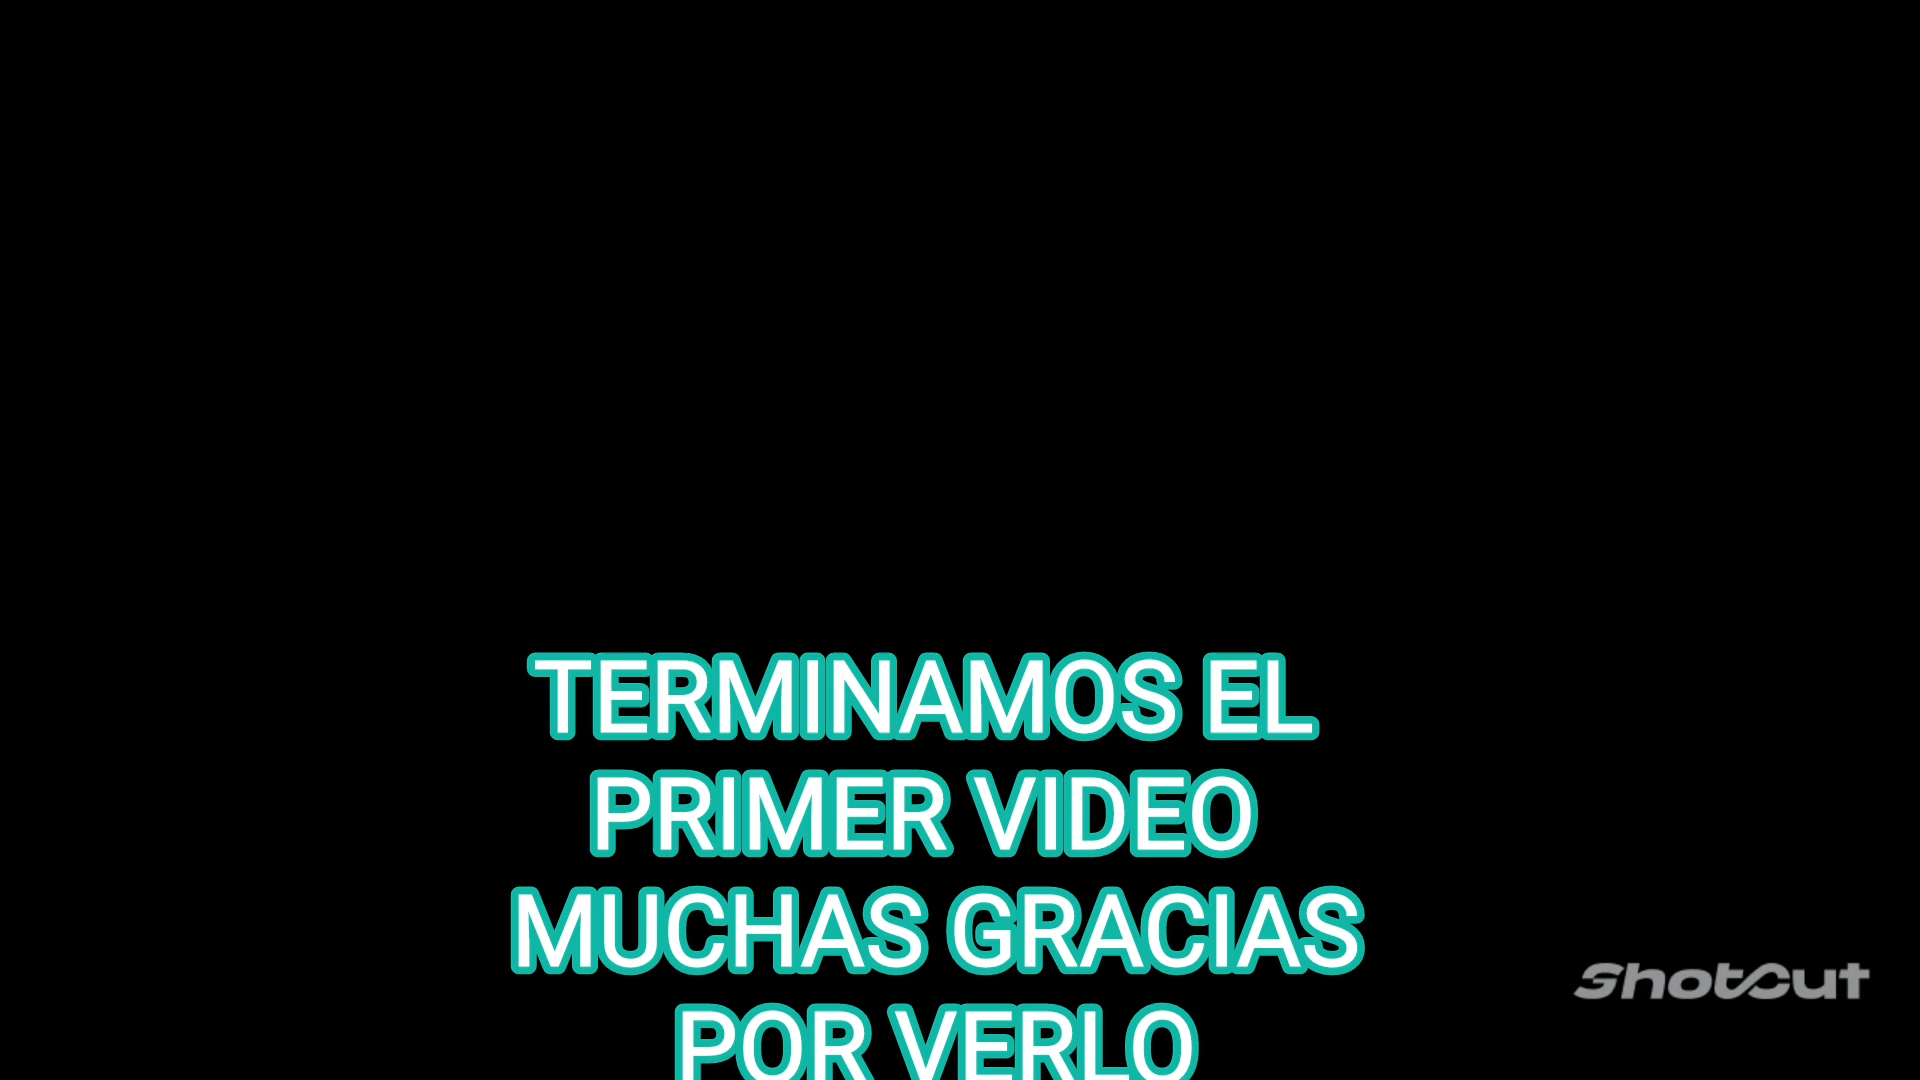 TERMINAMOS EL
PRIMER VIDEO
MUCHAS GRACIAS
POR VERLO
ShotCut